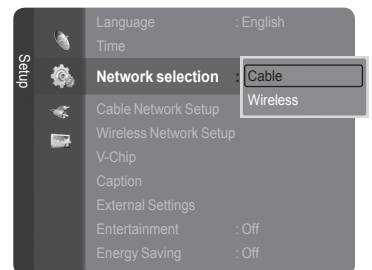 Setup
Language : English
Time
Network selection : Cable
Wireless
Cable Network Setup
Wireless Network Setup
V-Chip
Caption
External Settings
Entertainment : Off
Energy Saving : Off